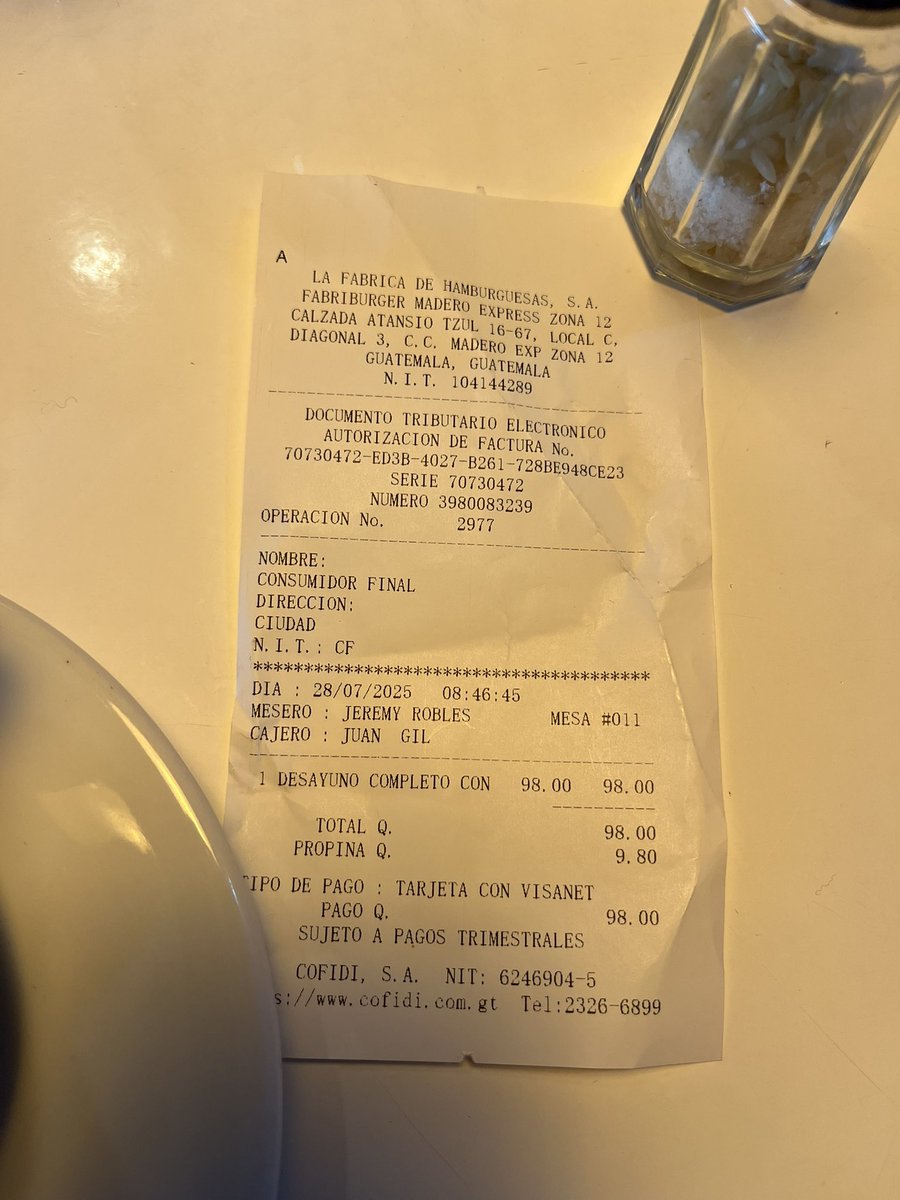 A
LA FABRICA DE HAMBURGUESAS, S.A.
FABRIBURGER MADERO EXPRESS ZONA 12
CALZADA ATANSIO TZUL 16-67, LOCAL C,
DIAGONAL 3, C.C. MADERO EXP ZONA 12
GUATEMALA, GUATEMALA
N.I.T. 104144289
DOCUMENTO TRIBUTARIO ELECTRONICO
AUTORIZACION DE FACTURA No.
70730472-ED3B-4027-B261-728BE948CE23
SERIE 70730472
NUMERO 3980083239
OPERACION No. 2977
NOMBRE:
CONSUMIDOR FINAL
DIRECCION:
CIUDAD
N.I.T.: CF
***************************************
DIA : 28/07/2025 08:46:45
MESERO : JEREMY ROBLES MESA #011
CAJERO : JUAN GIL
1 DESAYUNO COMPLETO CON 98.00 98.00
TOTAL Q. 98.00
PROPINA Q. 9.80
TIPO DE PAGO : TARJETA CON VISANET
PAGO Q. 98.00
SUJETO A PAGOS TRIMESTRALES
COFIDI, S.A. NIT: 6246904-5
s://www.cofidi.com.gt Tel:2326-6899